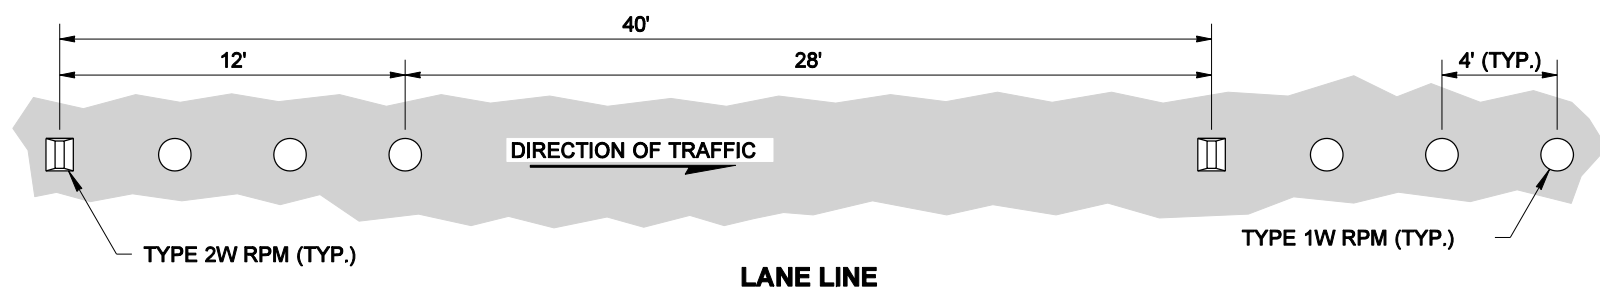 40'
12'
28'
4' (TYP.)
DIRECTION OF TRAFFIC
TYPE 2W RPM (TYP.)
TYPE 1W RPM (TYP.)
LANE LINE